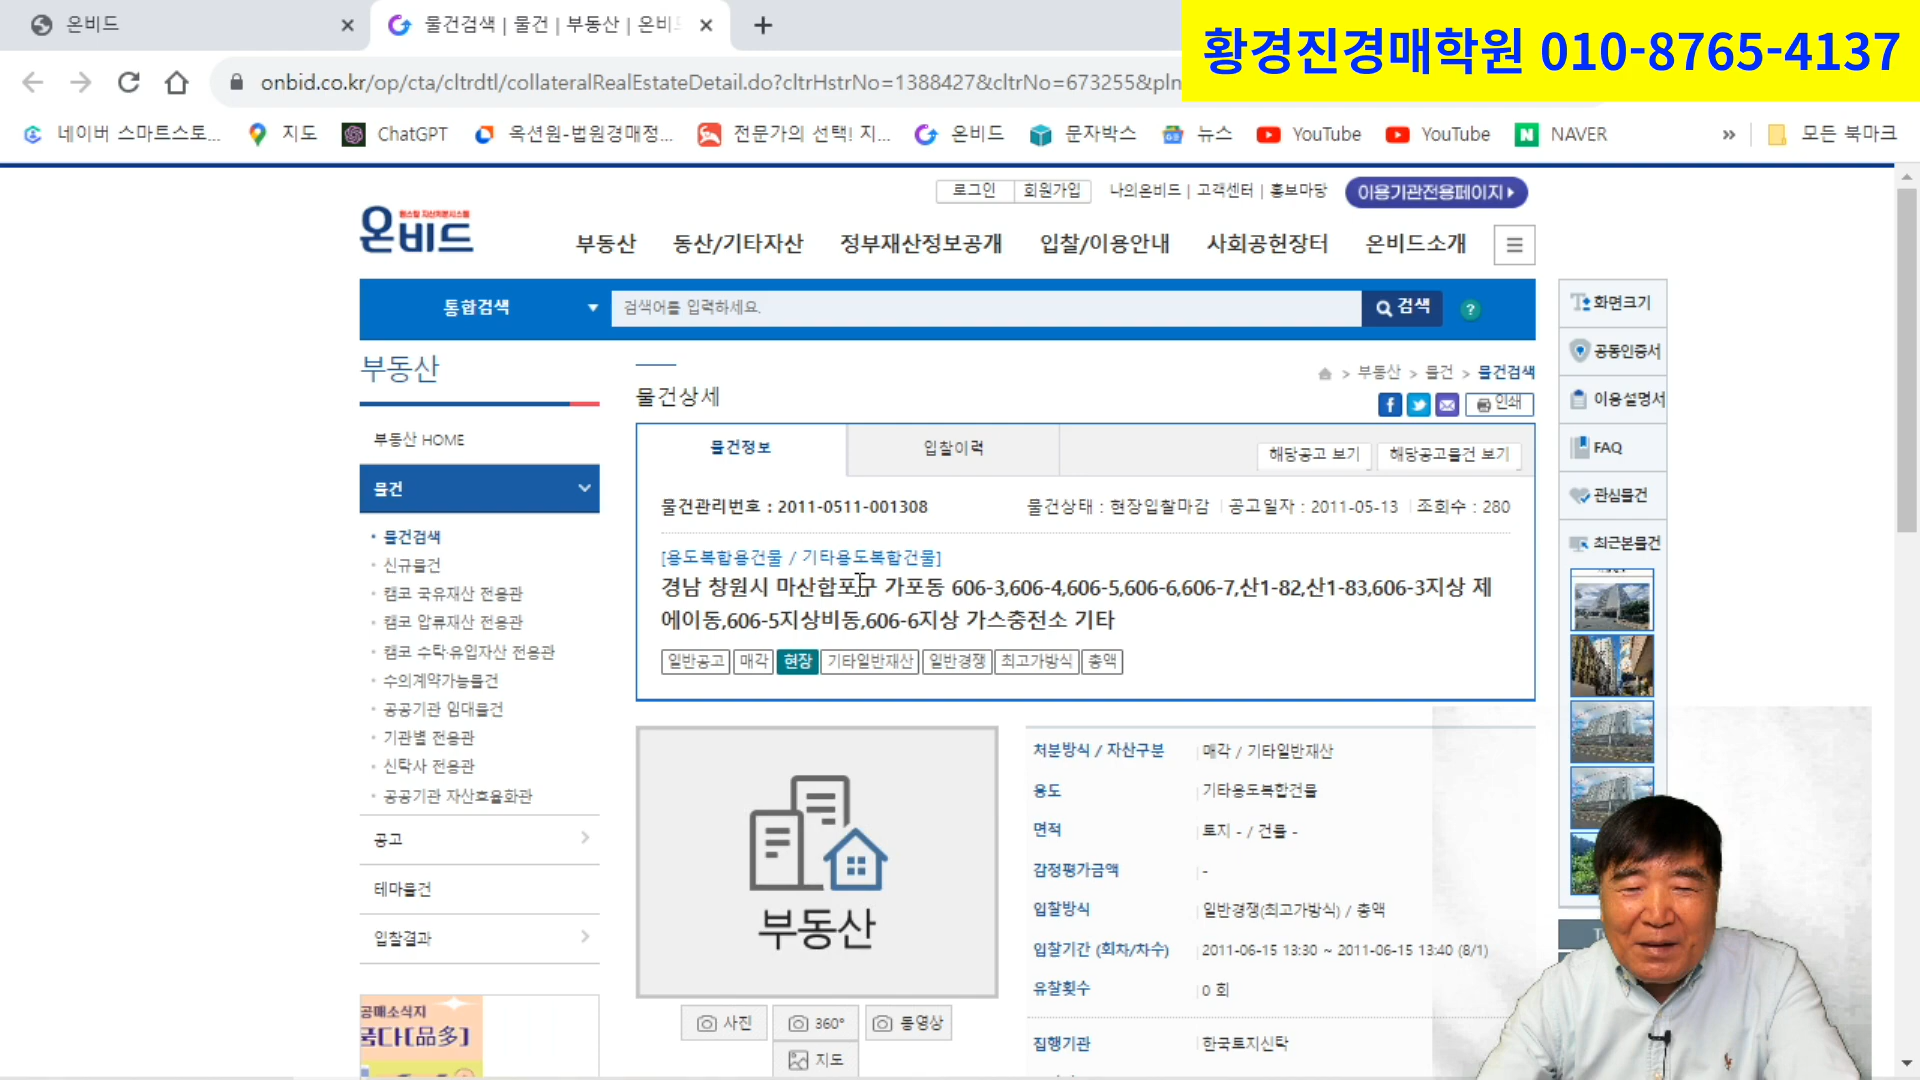 온비드
물건검색 | 물건 | 부동산 | 온비
황경진경매학원 010-8765-4137
onbid.co.kr/op/cta/cltrdtl/collateralRealEstateDetail.do?cltrHstrNo=1388427&cltrNo=673255&pln
네이버 스마트스토... 지도 ChatGPT 옥션원-법원경매정... 전문가의 선택! 지... 온비드 문자박스 뉴스 YouTube YouTube NAVER » 모든 북마크
로그인 회원가입 나의온비드 | 고객센터 | 홍보마당 이용기관전용페이지
온비드
부동산 동산/기타자산 정부재산정보공개 입찰/이용안내 사회공헌장터 온비드소개
통합검색 검색어를 입력하세요. 검색 ?
화면크기
공동인증서
이용설명서
FAQ
관심물건
최근본물건
부동산
부동산 HOME
물건
물건검색
신규물건
캠코 국유재산 전용관
캠코 압류재산 전용관
캠코 수탁·유입재산 전용관
수의계약가능물건
공공기관 임대물건
기관별 전용관
신탁사 전용관
공공기관 자산효율화관
공고
테마물건
입찰결과
공매소식지
품다[品多]
> 부동산 > 물건 > 물건검색
물건상세
인쇄
물건정보 입찰이력 해당공고 보기 해당공고물건 보기
물건관리번호 : 2011-0511-001308 물건상태 : 현장입찰마감 공고일자 : 2011-05-13 조회수 : 280
[용도복합용건물 / 기타용도복합건물]
경남 창원시 마산합포구 가포동 606-3,606-4,606-5,606-6,606-7,산1-82,산1-83,606-3지상 제
에이동,606-5지상비동,606-6지상 가스충전소 기타
일반공고 매각 현장 기타일반재산 일반경쟁 최고가방식 총액
부동산
사진 360° 동영상
지도
처분방식 / 자산구분 매각 / 기타일반재산
용도 기타용도복합건물
면적 토지 - / 건물 -
감정평가금액 -
입찰방식 일반경쟁(최고가방식) / 총액
입찰기간 (회차/차수) 2011-06-15 13:30 ~ 2011-06-15 13:40 (8/1)
유찰횟수 0 회
집행기관 한국토지신탁